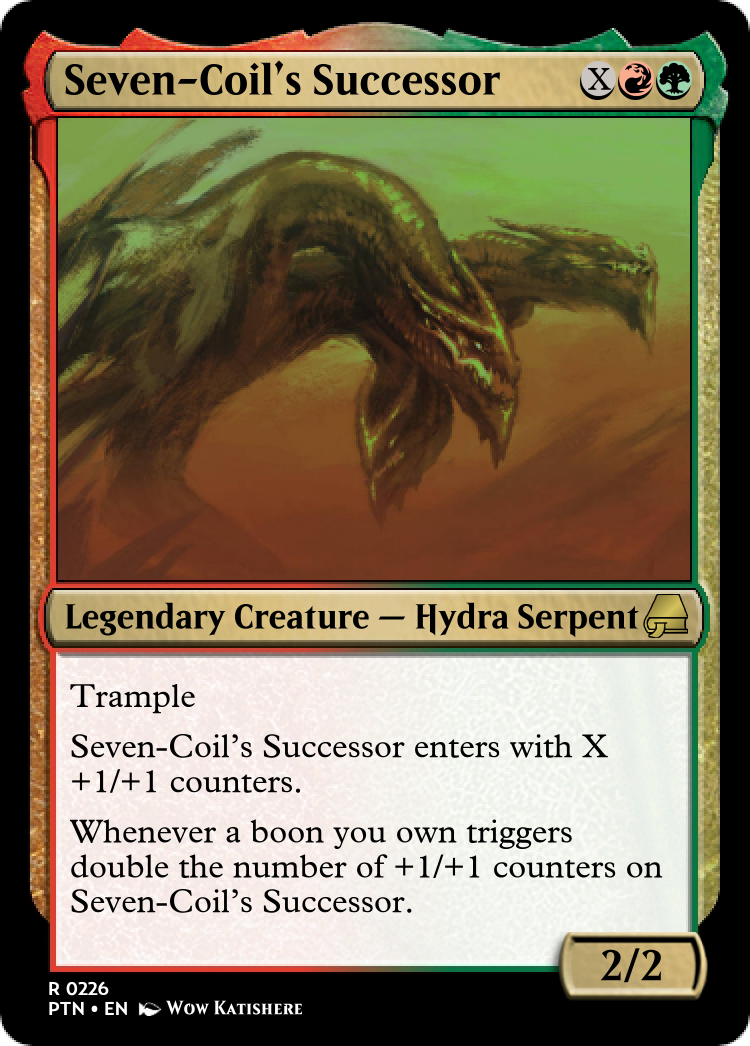 Seven-Coil's Successor X
Legendary Creature — Hydra Serpent
Trample
Seven-Coil's Successor enters with X
+1/+1 counters.
Whenever a boon you own triggers
double the number of +1/+1 counters on
Seven-Coil's Successor.
2/2
R 0226
PTN • EN Wow Katishere